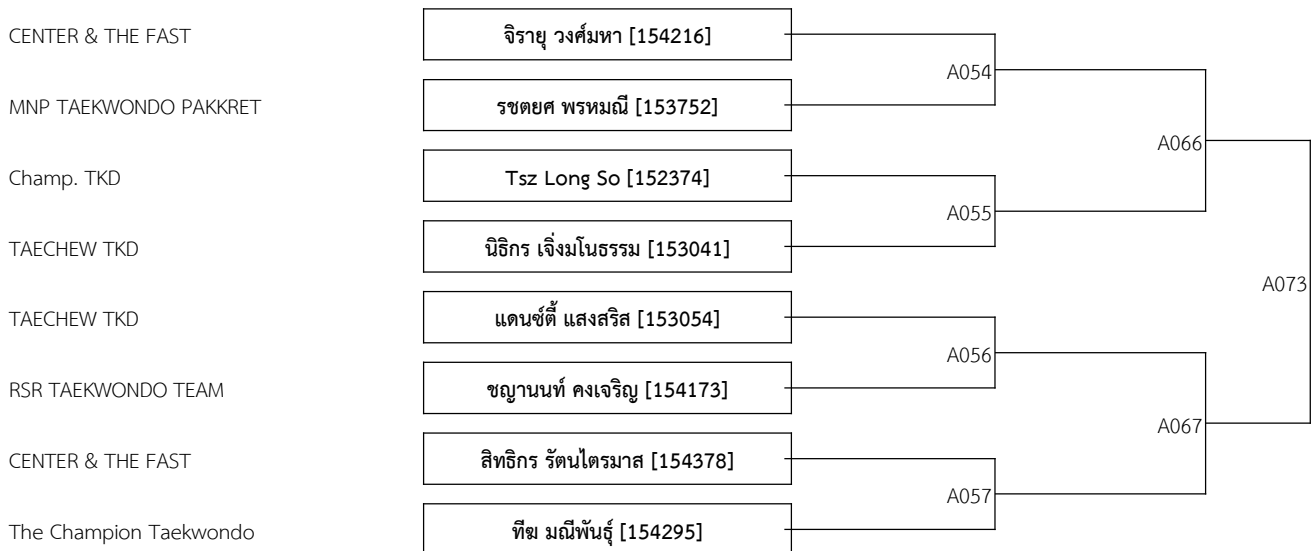 CENTER & THE FAST
จิรายุ วงศ์มหา [154216]
A054
MNP TAEKWONDO PAKKRET
รชตยศ พรหมณี [153752]
A066
Champ. TKD
Tsz Long So [152374]
A055
TAECHEW TKD
นิธิกร เจิ่งมโนธรรม [153041]
A073
TAECHEW TKD
แดนซ์ตี้ แสงสริส [153054]
A056
RSR TAEKWONDO TEAM
ชญานนท์ คงเจริญ [154173]
A067
CENTER & THE FAST
สิทธิกร รัตนไตรมาส [154378]
A057
The Champion Taekwondo
ทีฆ มณีพันธุ์ [154295]